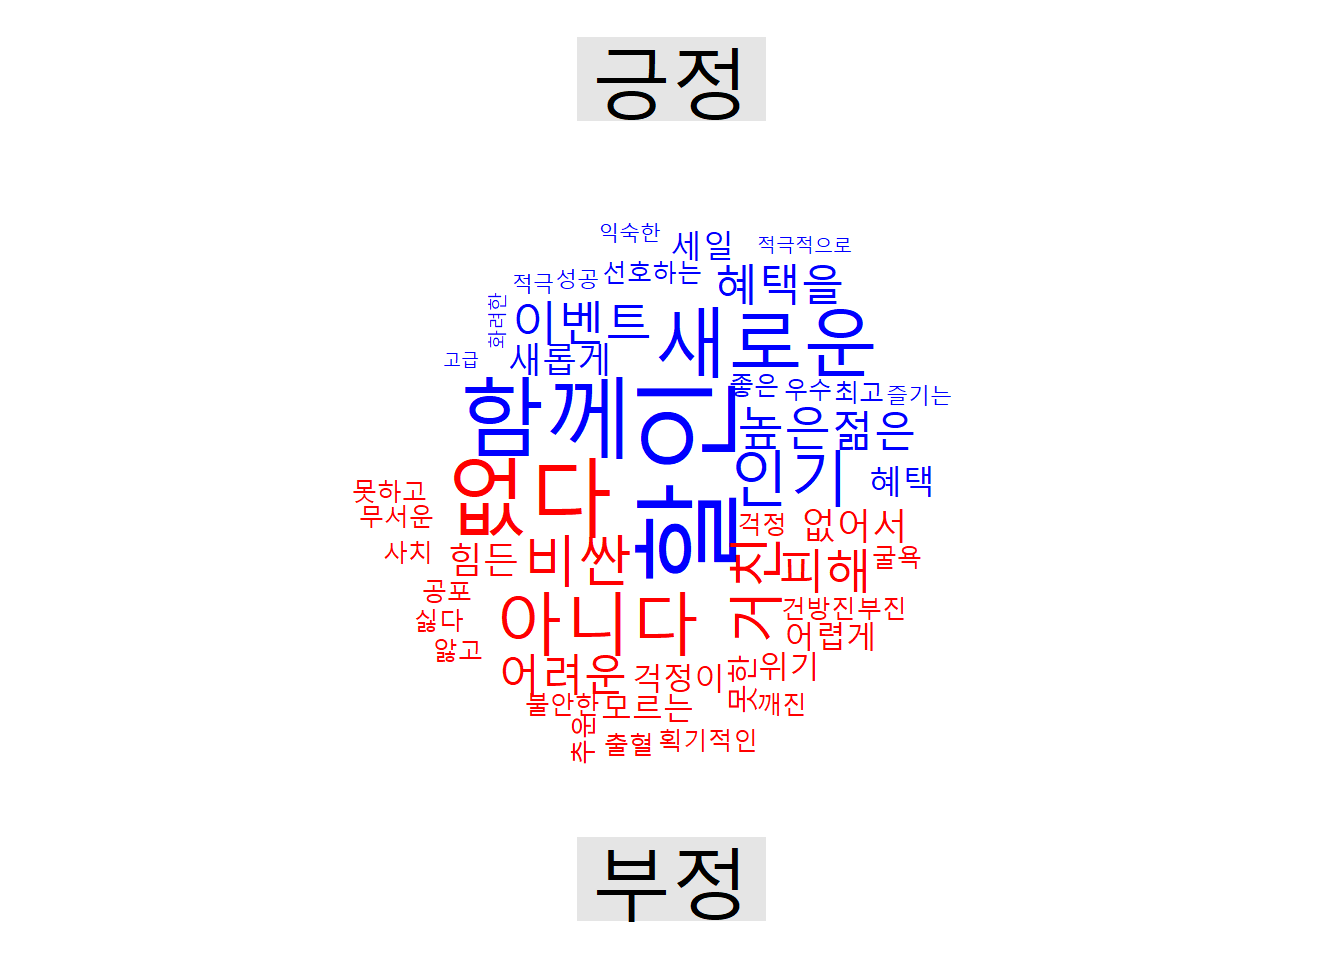 긍정
익숙한 세일 적극적으로
적극 성공 선호하는 혜택을
화려한 이벤트 새로운
고급 새롭게
함께 할인 좋은 우수 최고 즐기는
높은 젊은
없다 인기 혜택
못하고
무서운 걱정 없어서
사치 힘든 비싼 거친 피해 굴욕
공포
싫다 아니다 건방진 부진
앓고 어렵게
어려운 걱정이 못한 위기
불안한 모르는 깨진
추운 출혈 획기적인
부정